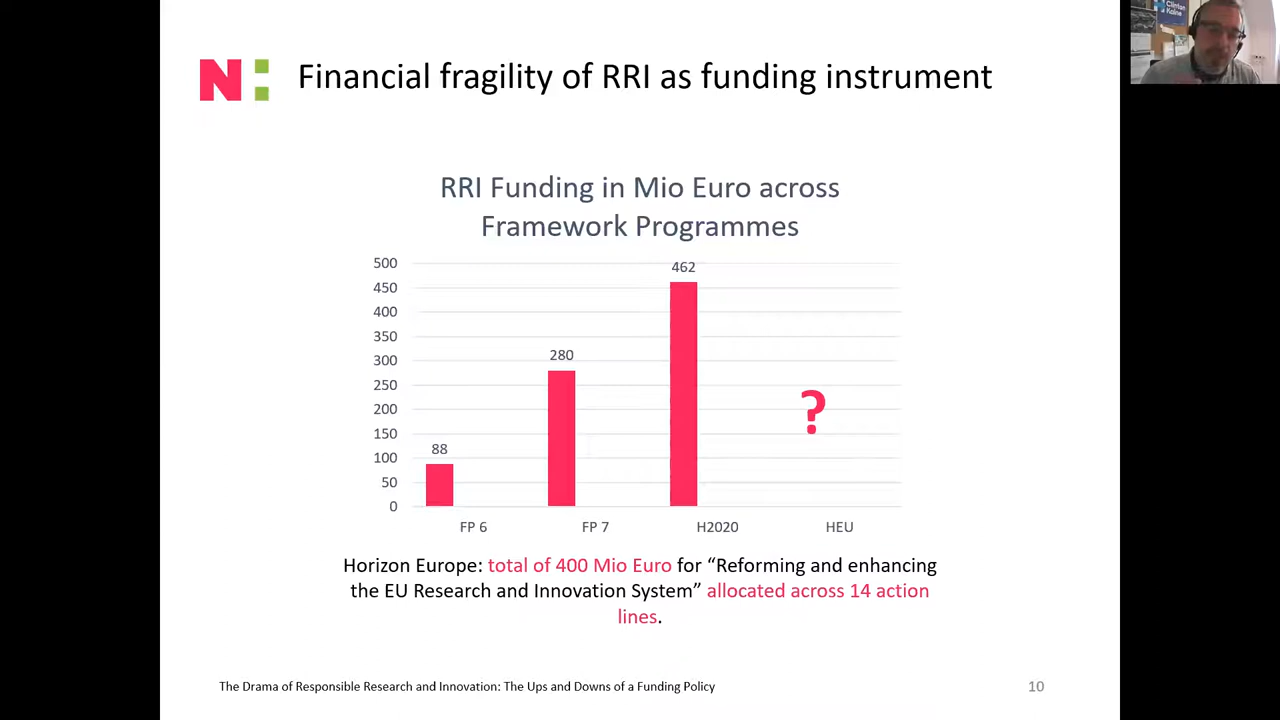 N:
Financial fragility of RRI as funding instrument
Clinton
Kaine
RRI Funding in Mio Euro across
Framework Programmes
500
450
400
350
300
250
200
150
100
50
0
88
280
462
?
FP 6
FP 7
H2020
HEU
Horizon Europe: total of 400 Mio Euro for “Reforming and enhancing
the EU Research and Innovation System” allocated across 14 action
lines.
The Drama of Responsible Research and Innovation: The Ups and Downs of a Funding Policy
10